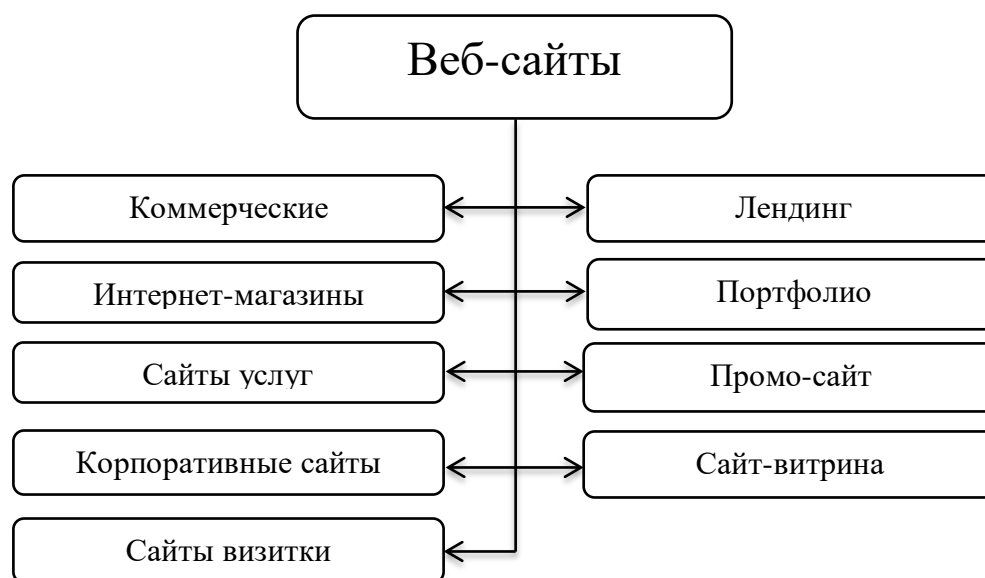 Веб-сайты
Коммерческие
Лендинг
Интернет-магазины
Портфолио
Сайты услуг
Промо-сайт
Корпоративные сайты
Сайт-витрина
Сайты визитки